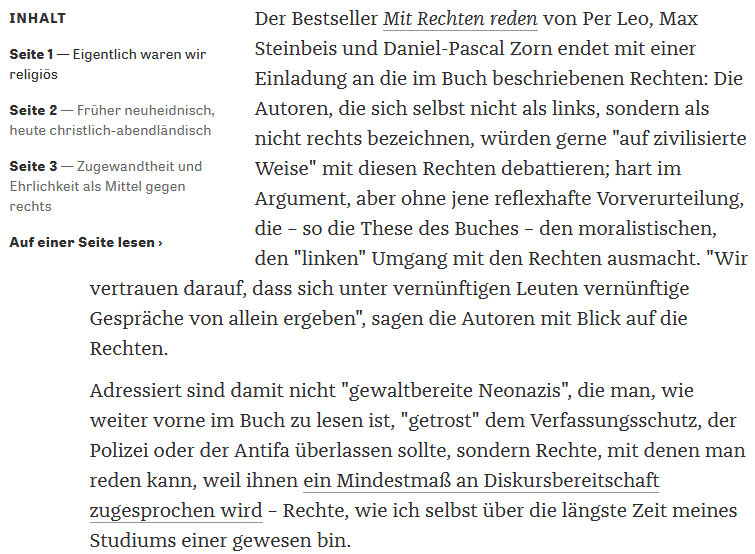 INHALT
Seite 1 — Eigentlich waren wir
religiös
Seite 2 — Früher neuheidnisch,
heute christlich-abendländisch
Seite 3 — Zugewandtheit und
Ehrlichkeit als Mittel gegen
rechts
Auf einer Seite lesen ›
Der Bestseller Mit Rechten reden von Per Leo, Max
Steinbeis und Daniel-Pascal Zorn endet mit einer
Einladung an die im Buch beschriebenen Rechten: Die
Autoren, die sich selbst nicht als links, sondern als
nicht rechts bezeichnen, würden gerne "auf zivilisierte
Weise" mit diesen Rechten debattieren; hart im
Argument, aber ohne jene reflexhafte Vorverurteilung,
die – so die These des Buches – den moralistischen,
den "linken" Umgang mit den Rechten ausmacht. "Wir
vertrauen darauf, dass sich unter vernünftigen Leuten vernünftige
Gespräche von allein ergeben", sagen die Autoren mit Blick auf die
Rechten.
Adressiert sind damit nicht "gewaltbereite Neonazis", die man, wie
weiter vorne im Buch zu lesen ist, "getrost" dem Verfassungsschutz, der
Polizei oder der Antifa überlassen sollte, sondern Rechte, mit denen man
reden kann, weil ihnen ein Mindestmaß an Diskursbereitschaft
zugesprochen wird – Rechte, wie ich selbst über die längste Zeit meines
Studiums einer gewesen bin.